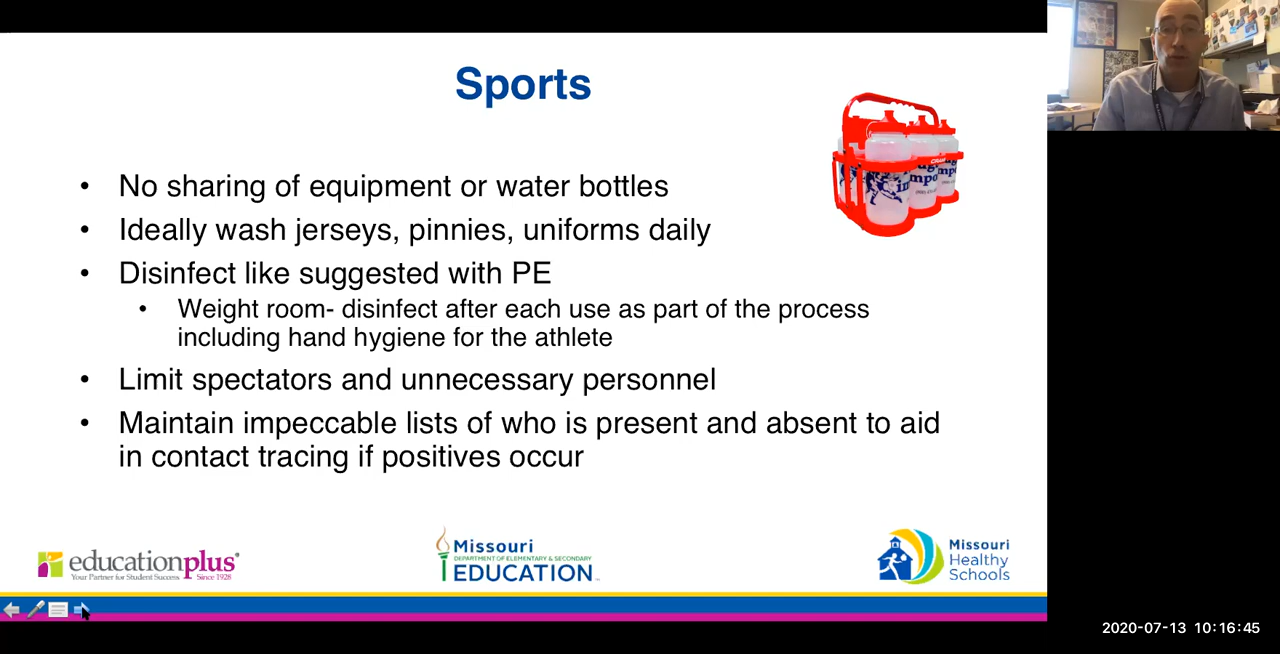 Sports
• No sharing of equipment or water bottles
• Ideally wash jerseys, pinnies, uniforms daily
• Disinfect like suggested with PE
• Weight room- disinfect after each use as part of the process
including hand hygiene for the athlete
• Limit spectators and unnecessary personnel
• Maintain impeccable lists of who is present and absent to aid
in contact tracing if positives occur
educationplus
Your Partner for Student Success Since 1928
Missouri
DEPARTMENT OF ELEMENTARY & SECONDARY
EDUCATION
Missouri
Healthy
Schools
2020-07-13 10:16:45